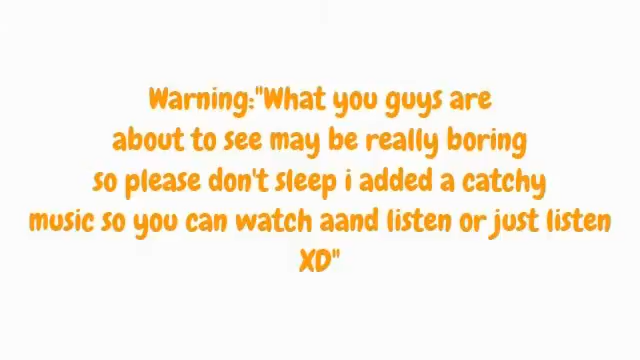 Warning:"What you guys are
about to see may be really boring
so please don't sleep i added a catchy
music so you can watch aand listen or just listen
XD"